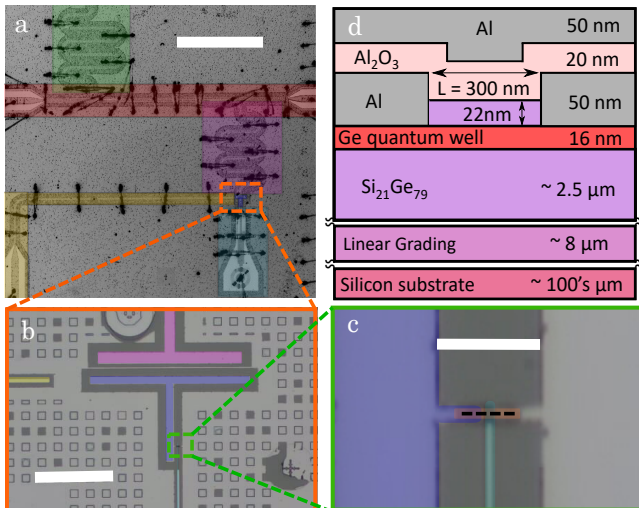 a
d
Al
50 nm
Al₂O₃
20 nm
L = 300 nm
Al
22nm
50 nm
Ge quantum well
16 nm
Si₂₁Ge₇₉
~ 2.5 μm
Linear Grading
~ 8 μm
Silicon substrate
~ 100's μm
b
c